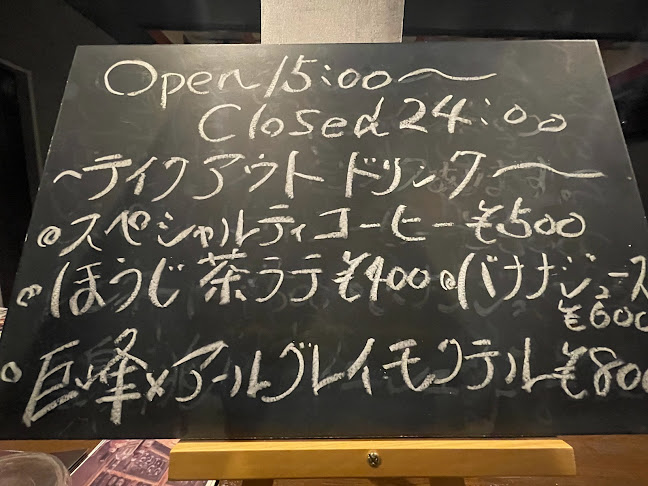 Open 15:00〜
Closed 24:00
〜テイクアウトドリンク〜
◎スペシャルティコーヒー ¥500
◎ほうじ茶ラテ ¥400 ◎バナナジュース
¥600
◎巨峰×アールグレイモクテル ¥800